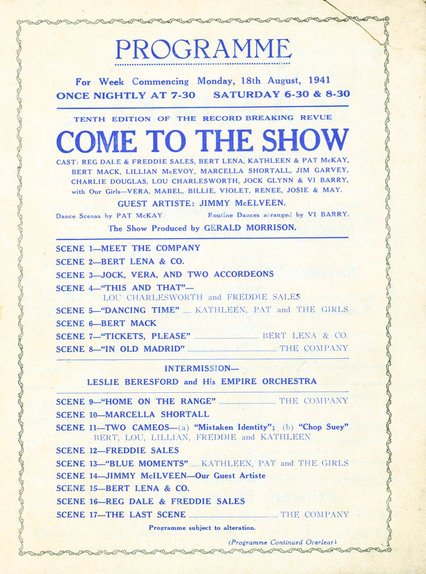 PROGRAMME
For Week Commencing Monday, 18th August, 1941
ONCE NIGHTLY AT 7-30 SATURDAY 6-30 & 8-30
TENTH EDITION OF THE RECORD BREAKING REVUE
COME TO THE SHOW
CAST: REG DALE & FREDDIE SALES, BERT LENA, KATHLEEN & PAT McKAY,
BERT MACK, LILLIAN McEVOY, MARCELLA SHORTALL, JIM GARVEY,
CHARLIE DOUGLAS, LOU CHARLESWORTH, JOCK GLYNN & VI BARRY,
with Our Girls—VERA, MABEL, BILLIE, VIOLET, RENEE, JOSIE & MAY.
GUEST ARTISTE: JIMMY McELVEEN.
Dance Scenas by PAT McKAY. Routine Dances arranged by VI BARRY.
The Show Produced by GERALD MORRISON.
SCENE 1—MEET THE COMPANY
SCENE 2—BERT LENA & CO.
SCENE 3—JOCK, VERA, AND TWO ACCORDEONS
SCENE 4—"THIS AND THAT"—
LOU CHARLESWORTH and FREDDIE SALES
SCENE 5—"DANCING TIME" KATHLEEN, PAT and THE GIRLS
SCENE 6—BERT MACK
SCENE 7—"TICKETS, PLEASE" BERT LENA & CO.
SCENE 8—"IN OLD MADRID" THE COMPANY
INTERMISSION—
LESLIE BERESFORD and His EMPIRE ORCHESTRA
SCENE 9—"HOME ON THE RANGE" THE COMPANY
SCENE 10—MARCELLA SHORTALL
SCENE 11—TWO CAMEOS—(a) "Mistaken Identity"; (b) "Chop Suey"
BERT, LOU, LILLIAN, FREDDIE and KATHLEEN
SCENE 12—FREDDIE SALES
SCENE 13—"BLUE MOMENTS" KATHLEEN, PAT and THE GIRLS
SCENE 14—JIMMY McILVEEN—Our Guest Artiste
SCENE 15—BERT LENA & CO.
SCENE 16—REG DALE & FREDDIE SALES
SCENE 17—THE LAST SCENE THE COMPANY
Programme subject to alteration.
(Programme Continued Overleaf)